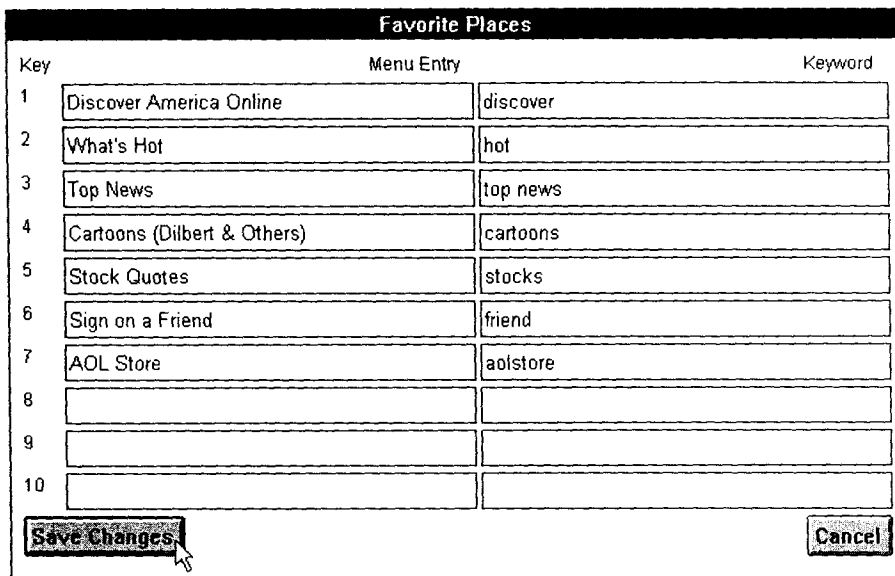 Favorite Places
Key Menu Entry Keyword
1 Discover America Online discover
2 What's Hot hot
3 Top News top news
4 Cartoons (Dilbert & Others) cartoons
5 Stock Quotes stocks
6 Sign on a Friend friend
7 AOL Store aolstore
8
9
10
Save Changes Cancel